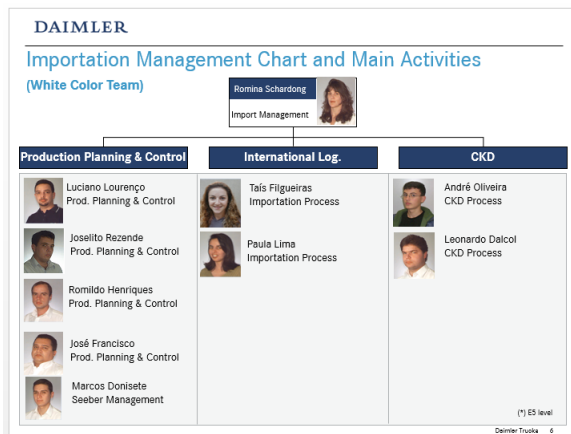 DAIMLER
Importation Management Chart and Main Activities
(White Color Team)
Romina Schardong
Import Management
Production Planning & Control
International Log.
CKD
Luciano Lourenço
Prod. Planning & Control
Joselito Rezende
Prod. Planning & Control
Romildo Henriques
Prod. Planning & Control
José Francisco
Prod. Planning & Control
Marcos Donisete
Seeber Management
Taís Filgueiras
Importation Process
Paula Lima
Importation Process
André Oliveira
CKD Process
Leonardo Dalcol
CKD Process
(*) E5 level
Daimler Trucks 6